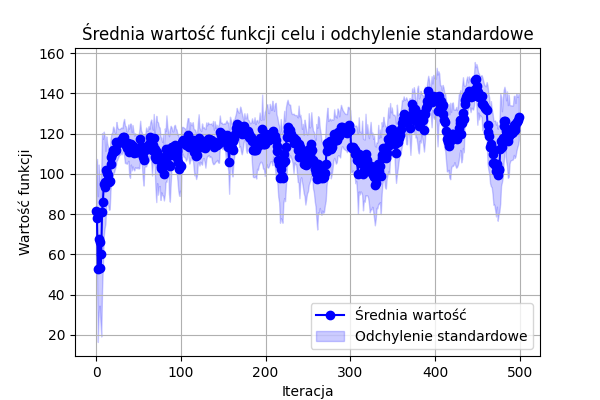 Średnia wartość funkcji celu i odchylenie standardowe
160
140
120
100
80
60
40
20
Wartość funkcji
0
100
200
300
400
500
Iteracja
Średnia wartość
Odchylenie standardowe